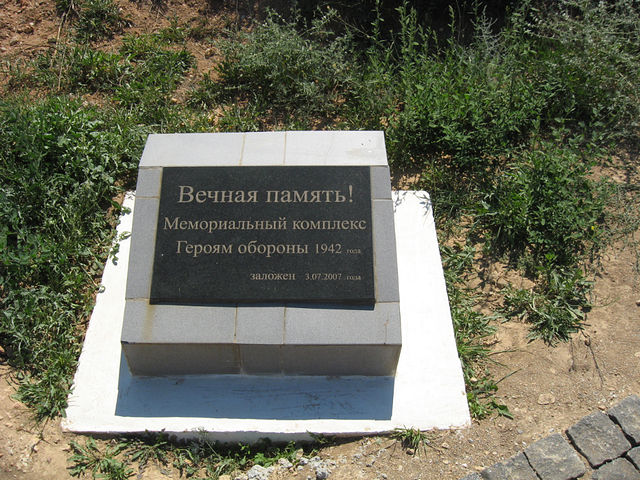 Вечная память!
Мемориальный комплекс
Героям обороны 1942 года
заложен 3.07.2007 года